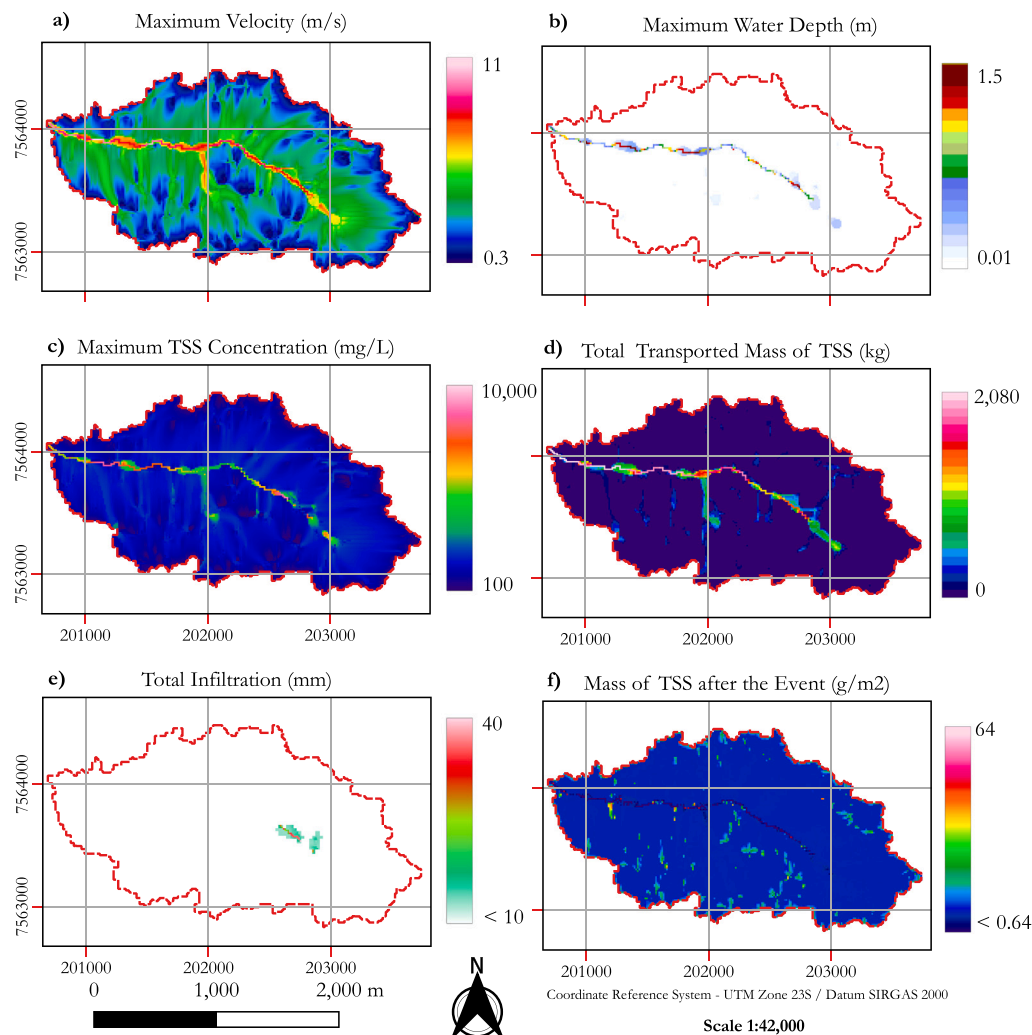 a) Maximum Velocity (m/s)
11
0.3
7564000
7563000
b) Maximum Water Depth (m)
1.5
0.01
c) Maximum TSS Concentration (mg/L)
10,000
100
7564000
7563000
201000 202000 203000
d) Total Transported Mass of TSS (kg)
2,080
0
201000 202000 203000
e) Total Infiltration (mm)
40
< 10
7564000
7563000
201000 202000 203000
f) Mass of TSS after the Event (g/m2)
64
< 0.64
201000 202000 203000
0 1,000 2,000 m
N
Coordinate Reference System - UTM Zone 23S / Datum SIRGAS 2000
Scale 1:42,000